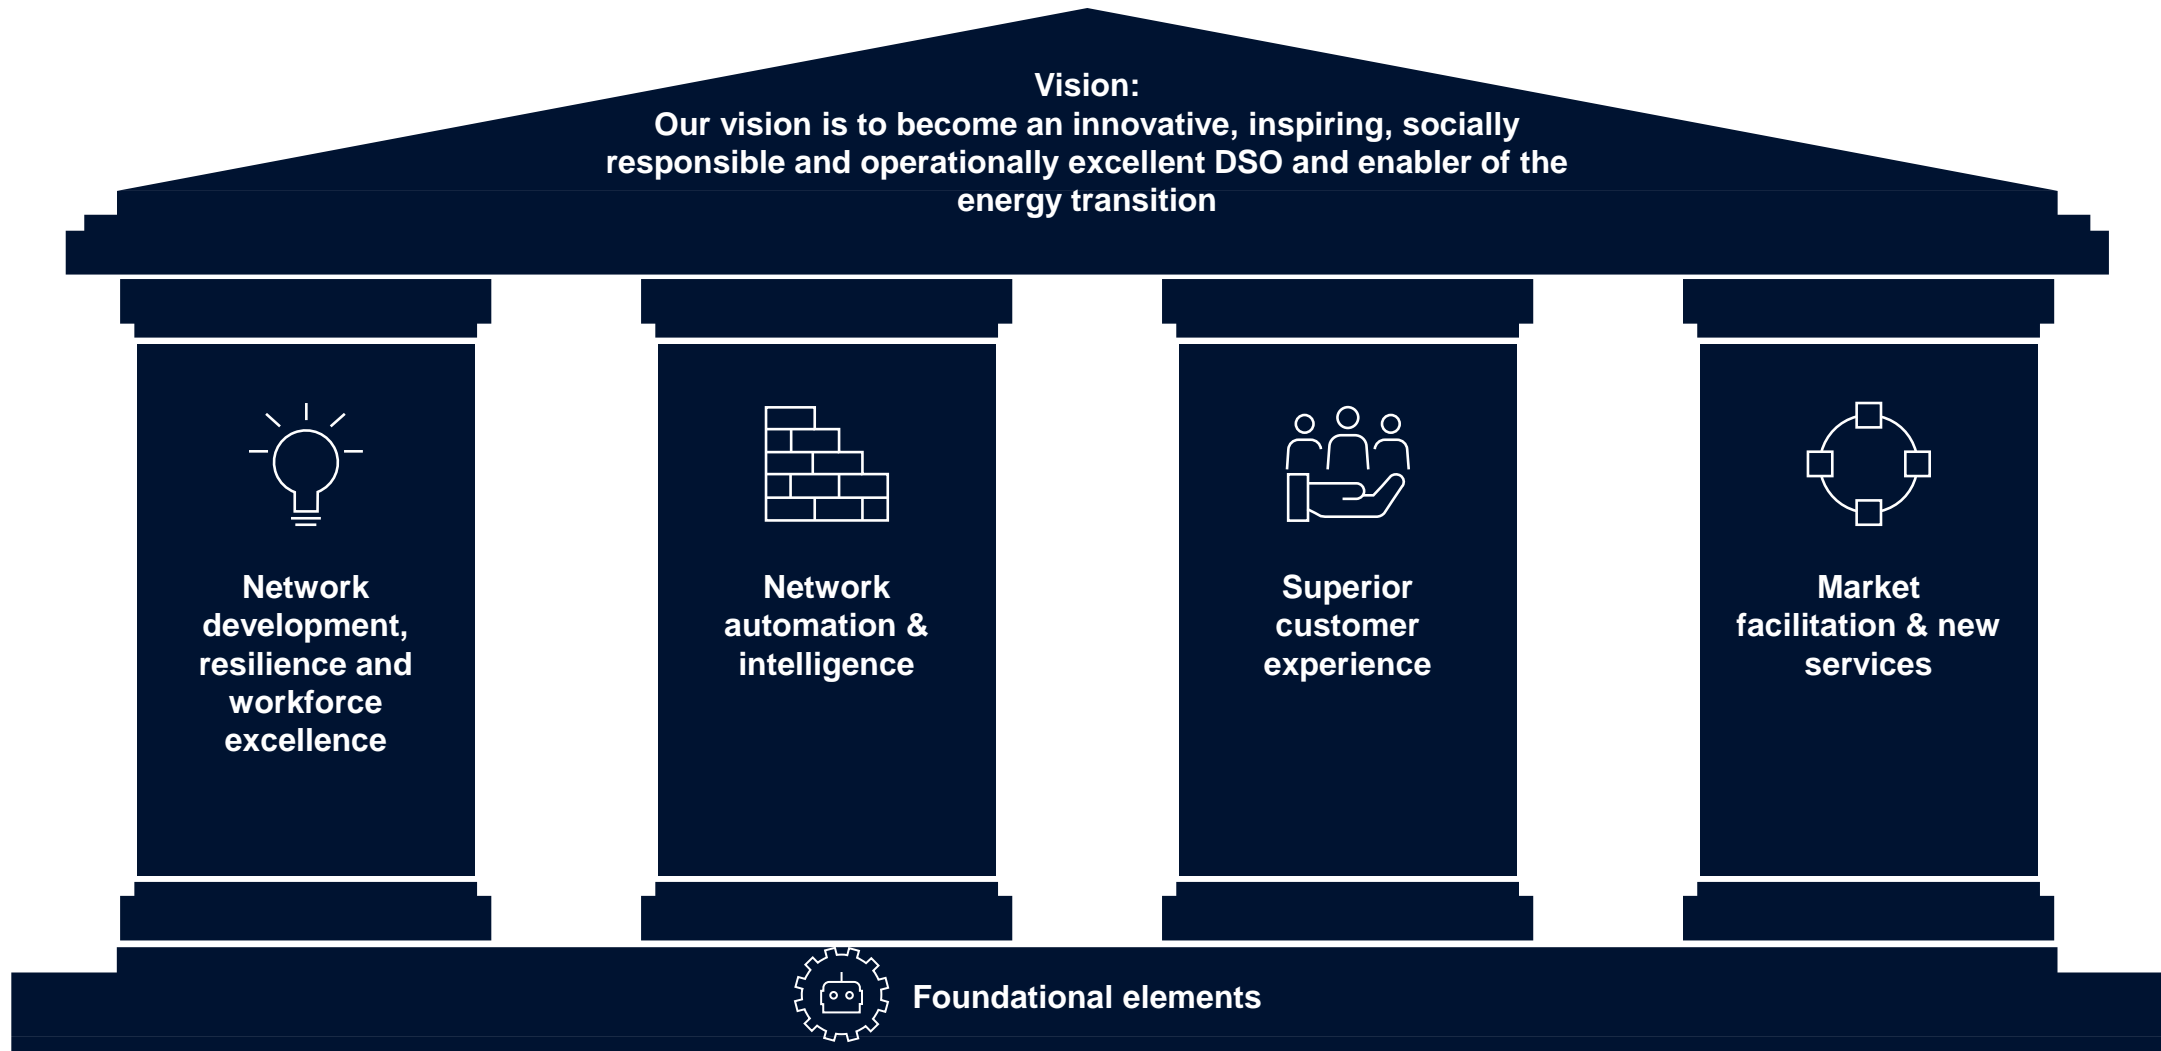 Vision:
Our vision is to become an innovative, inspiring, socially
responsible and operationally excellent DSO and enabler of the
energy transition
Network
development,
resilience and
workforce
excellence
Network
automation &
intelligence
Superior
customer
experience
Market
facilitation & new
services
Foundational elements